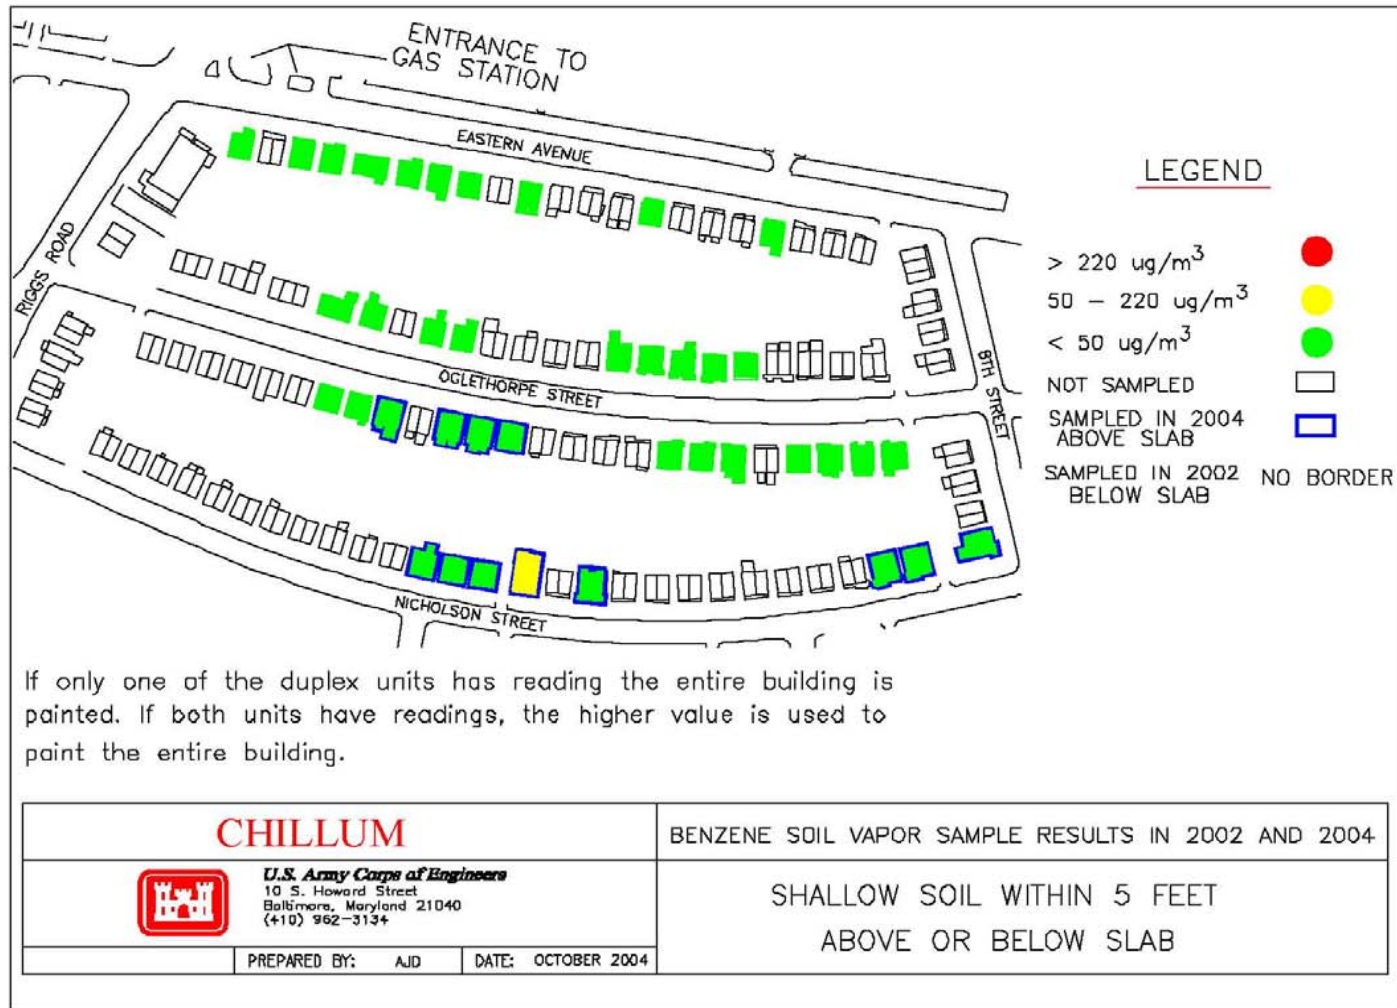 ENTRANCE TO
GAS STATION
EASTERN AVENUE
RIGGS ROAD
OGLETHORPE STREET
8TH STREET
NICHOLSON STREET
LEGEND
> 220 ug/m³
50 – 220 ug/m³
< 50 ug/m³
NOT SAMPLED
SAMPLED IN 2004
ABOVE SLAB
SAMPLED IN 2002 NO BORDER
BELOW SLAB
If only one of the duplex units has reading the entire building is
painted. If both units have readings, the higher value is used to
paint the entire building.
CHILLUM
U.S. Army Corps of Engineers
10 S. Howard Street
Baltimore, Maryland 21040
(410) 962-3134
PREPARED BY: AJD
DATE: OCTOBER 2004
BENZENE SOIL VAPOR SAMPLE RESULTS IN 2002 AND 2004
SHALLOW SOIL WITHIN 5 FEET
ABOVE OR BELOW SLAB